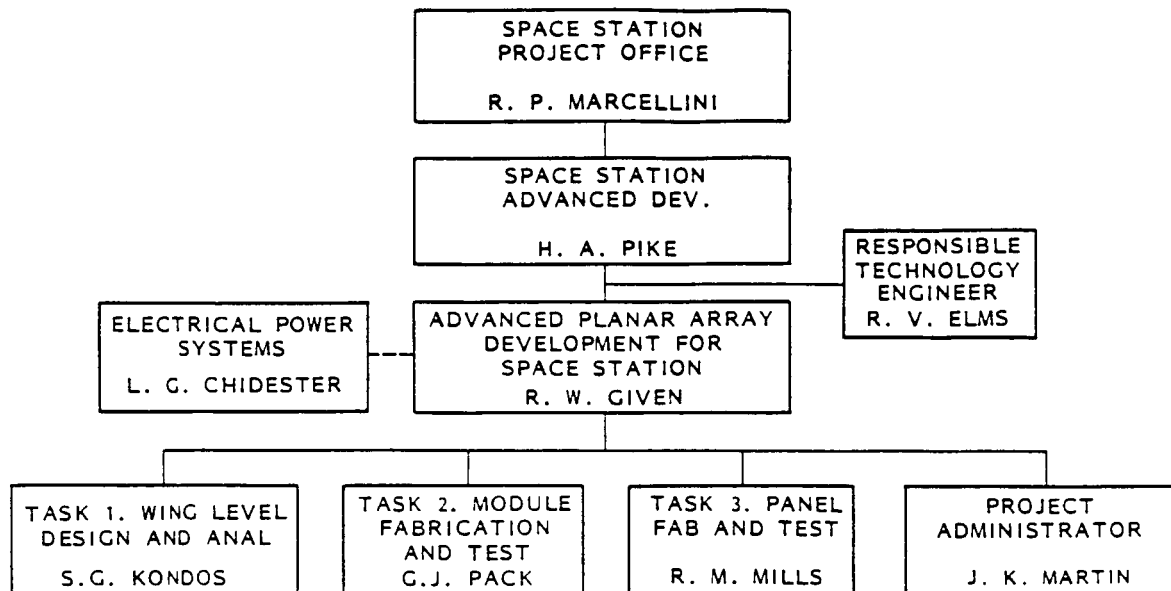 SPACE STATION
PROJECT OFFICE
R. P. MARCELLINI
SPACE STATION
ADVANCED DEV.
H. A. PIKE
RESPONSIBLE
TECHNOLOGY
ENGINEER
R. V. ELMS
ELECTRICAL POWER
SYSTEMS
L. G. CHIDESTER
ADVANCED PLANAR ARRAY
DEVELOPMENT FOR
SPACE STATION
R. W. GIVEN
TASK 1. WING LEVEL
DESIGN AND ANAL
S.G. KONDOS
TASK 2. MODULE
FABRICATION
AND TEST
G.J. PACK
TASK 3. PANEL
FAB AND TEST
R. M. MILLS
PROJECT
ADMINISTRATOR
J. K. MARTIN